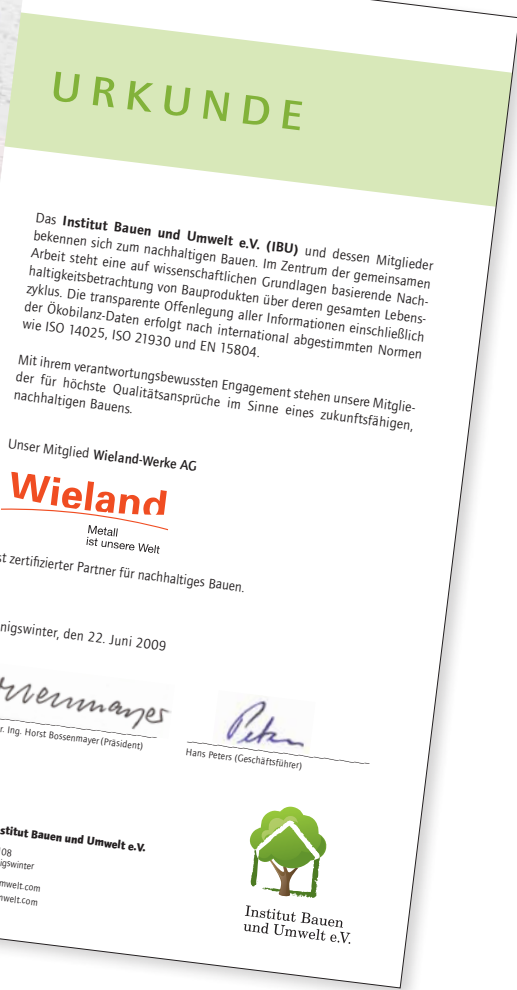 URKUNDE
Das Institut Bauen und Umwelt e.V. (IBU) und dessen Mitglieder
bekennen sich zum nachhaltigen Bauen. Im Zentrum der gemeinsamen
Arbeit steht eine auf wissenschaftlichen Grundlagen basierende Nach-
haltigkeitsbetrachtung von Bauprodukten über deren gesamten Lebens-
zyklus. Die transparente Offenlegung aller Informationen einschließlich
der Ökobilanz-Daten erfolgt nach international abgestimmten Normen
wie ISO 14025, ISO 21930 und EN 15804.
Mit ihrem verantwortungsbewussten Engagement stehen unsere Mitglie-
der für höchste Qualitätsansprüche im Sinne eines zukunftsfähigen,
nachhaltigen Bauens.
Unser Mitglied Wieland-Werke AG
Wieland
Metall
ist unsere Welt
st zertifizierter Partner für nachhaltiges Bauen.
nigswinter, den 22. Juni 2009
r. Ing. Horst Bossenmayer (Präsident)
Peters
Hans Peters (Geschäftsführer)
stitut Bauen und Umwelt e.V.
08
igswinter
mwelt.com
mwelt.com
Institut Bauen
und Umwelt e.V.